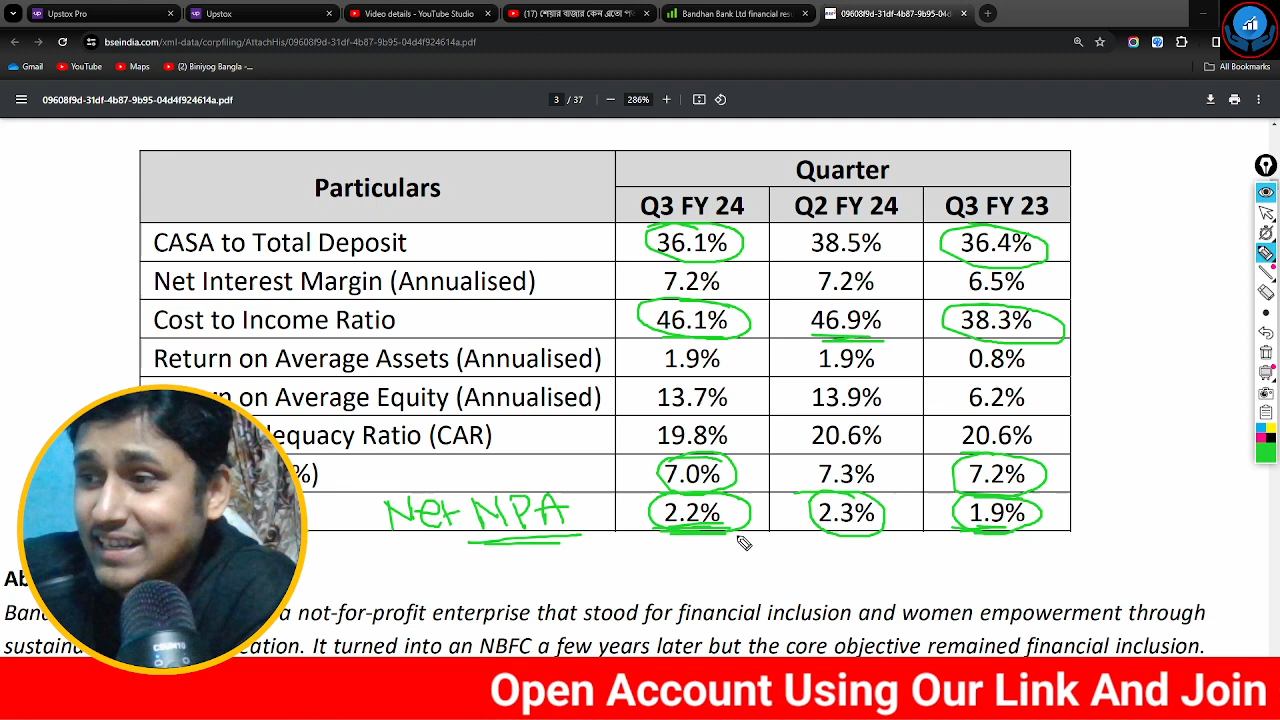 Upstox Pro
Upstox
Video details - YouTube Studio
(17) শেয়ার বাজার কেন এতো
Bandhan Bank Ltd financial resu
09608f9d-31df-4b87-9b95-04d4
bseindia.com/xml-data/corpfiling/AttachHis/09608f9d-31df-4b87-9b95-04d4f924614a.pdf
Gmail
YouTube
Maps
(2) Biniyog Bangla -...
All Bookmarks
09608f9d-31df-4b87-9b95-04d4f924614a.pdf
3 / 37
286%
Particulars Quarter
Q3 FY 24 Q2 FY 24 Q3 FY 23
CASA to Total Deposit 36.1% 38.5% 36.4%
Net Interest Margin (Annualised) 7.2% 7.2% 6.5%
Cost to Income Ratio 46.1% 46.9% 38.3%
Return on Average Assets (Annualised) 1.9% 1.9% 0.8%
on Average Equity (Annualised) 13.7% 13.9% 6.2%
equacy Ratio (CAR) 19.8% 20.6% 20.6%
%) 7.0% 7.3% 7.2%
Net NPA 2.2% 2.3% 1.9%
Ab
Ban a not-for-profit enterprise that stood for financial inclusion and women empowerment through
sustain cation. It turned into an NBFC a few years later but the core objective remained financial inclusion.
Open Account Using Our Link And Join